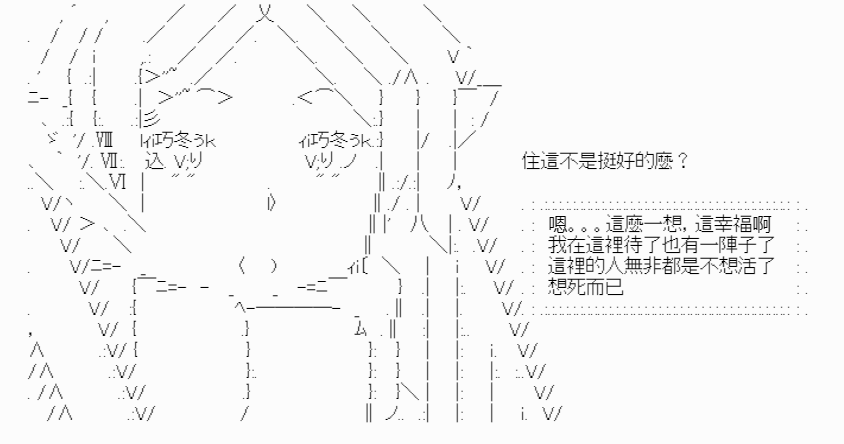 住這不是挺好的麼？
嗯。。。這麼一想，這幸福啊
我在這裡待了也有一陣子了
這裡的人無非都是不想活了
想死而已